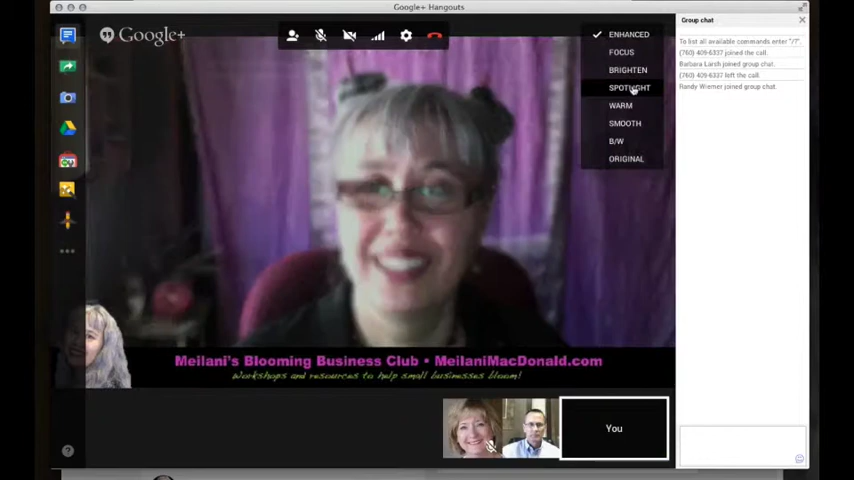 Google+ Hangouts
Google+
ENHANCED
FOCUS
BRIGHTEN
SPOTLIGHT
WARM
SMOOTH
B/W
ORIGINAL
Group chat
To list all available commands enter "/?".
(760) 409-6337 joined the call.
Barbara Larsh joined group chat.
(760) 409-6337 left the call.
Randy Wiemer joined group chat.
Meilani's Blooming Business Club • MeilaniMacDonald.com
Workshops and resources to help small businesses bloom!
You
?